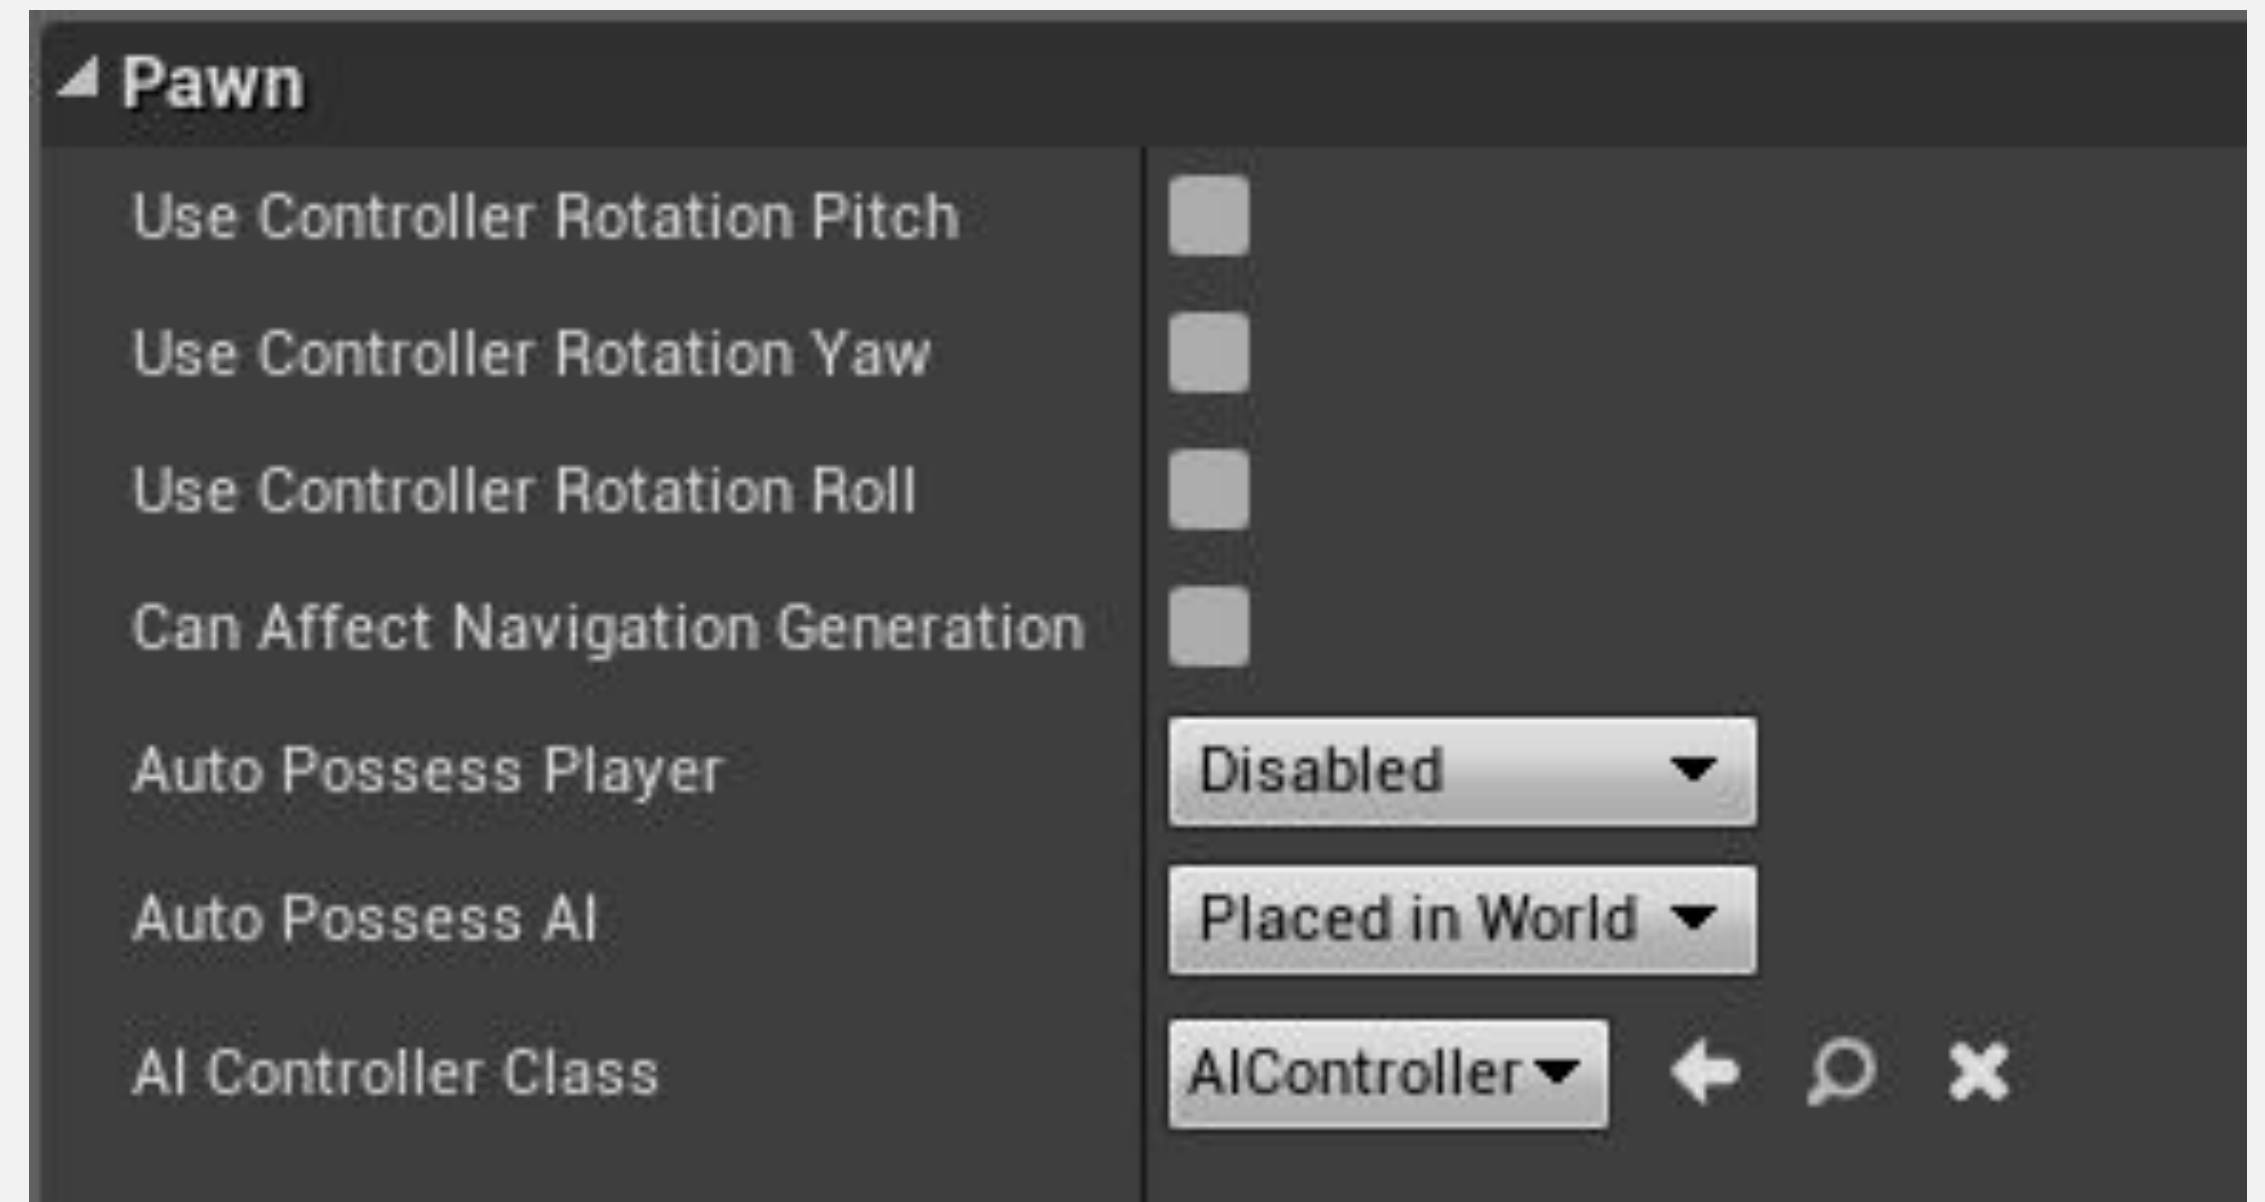 Pawn
Use Controller Rotation Pitch
Use Controller Rotation Yaw
Use Controller Rotation Roll
Can Affect Navigation Generation
Auto Possess Player Disabled
Auto Possess AI Placed in World
AI Controller Class AIController